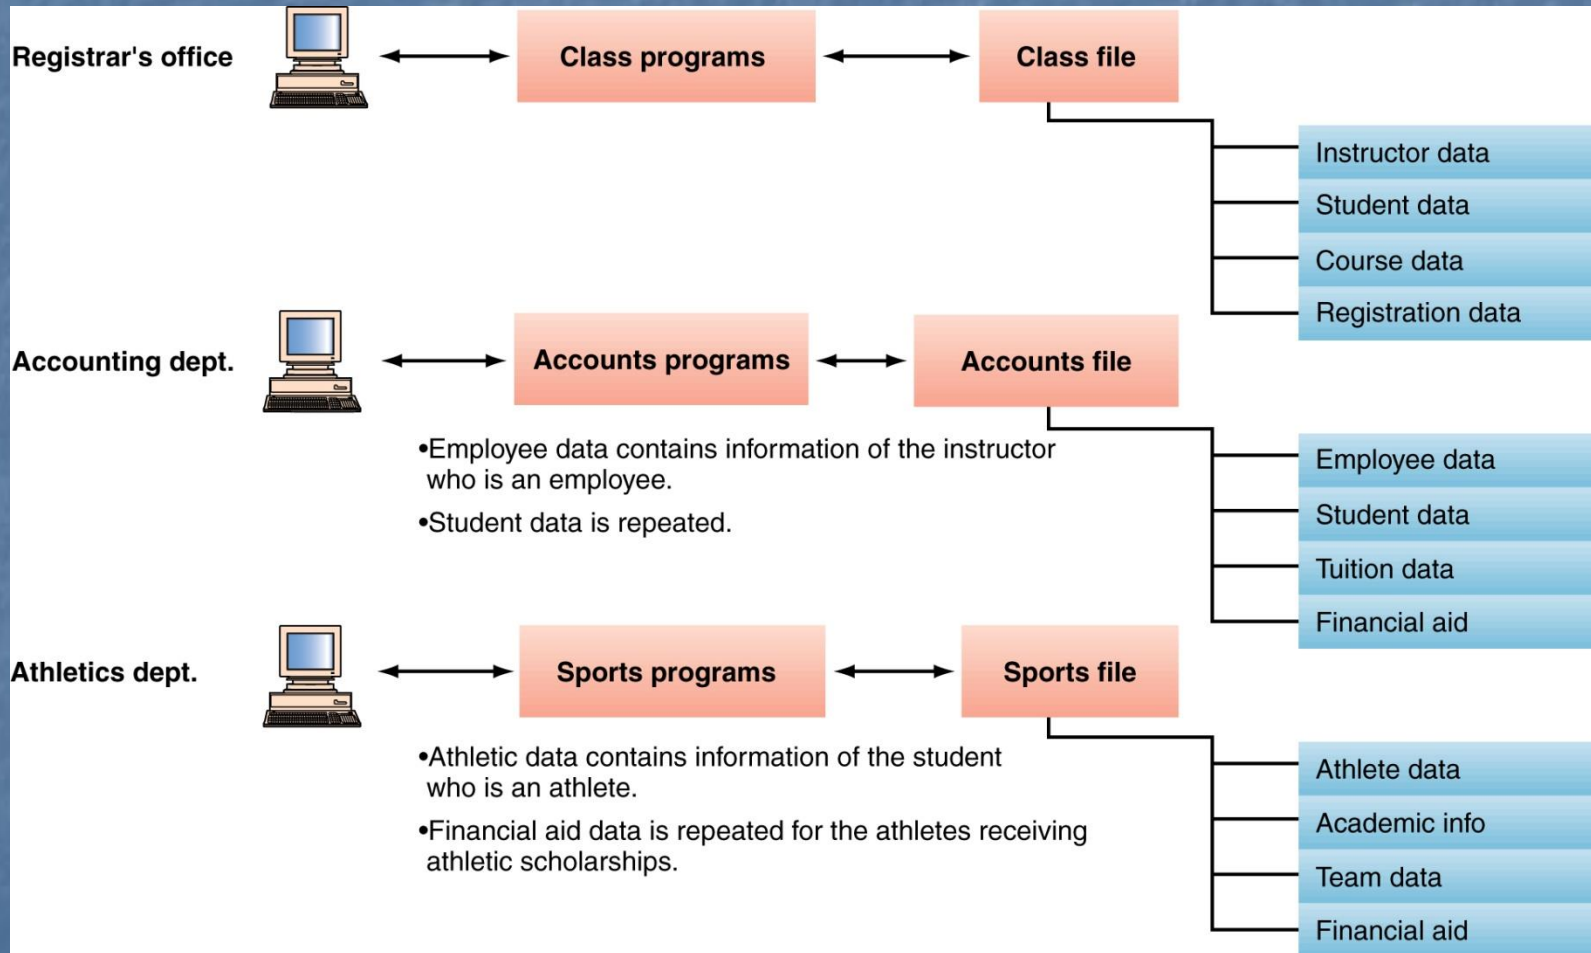 Registrar's office
Class programs
Class file
Instructor data
Student data
Course data
Registration data
Accounting dept.
Accounts programs
Accounts file
•Employee data contains information of the instructor
who is an employee.
•Student data is repeated.
Employee data
Student data
Tuition data
Financial aid
Athletics dept.
Sports programs
Sports file
•Athletic data contains information of the student
who is an athlete.
•Financial aid data is repeated for the athletes receiving
athletic scholarships.
Athlete data
Academic info
Team data
Financial aid